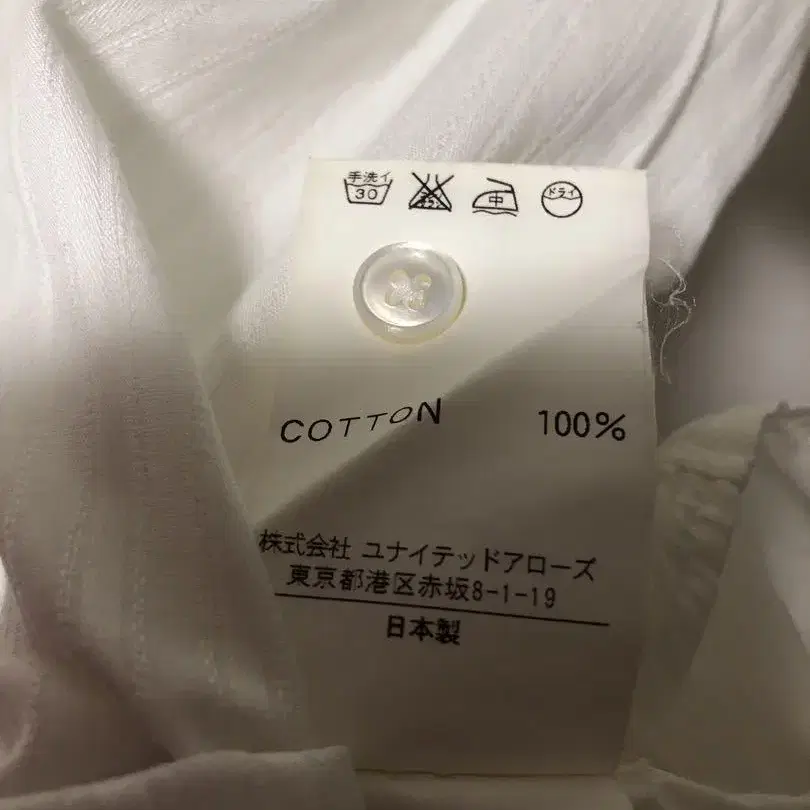 手洗イ
30
中
ドライ
COTTON 100%
株式会社 ユナイテッドアローズ
東京都港区赤坂8-1-19
日本製